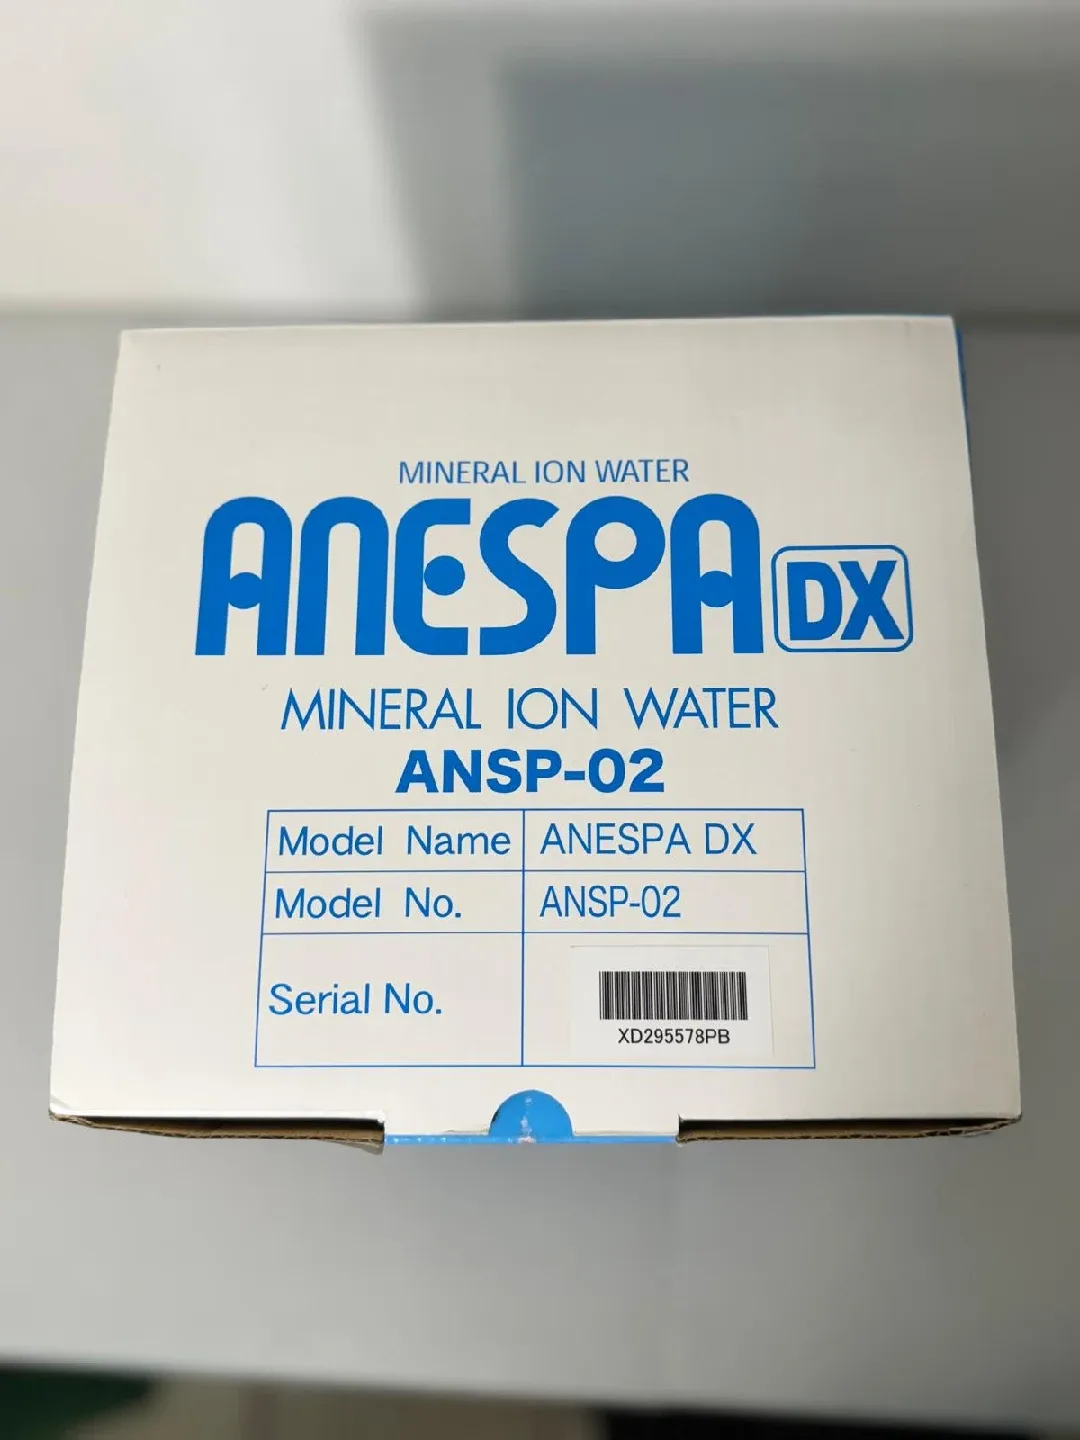 MINERAL ION WATER
ANESPA DX
MINERAL ION WATER
ANSP-02
Model Name ANESPA DX
Model No. ANSP-02
Serial No. XD295578PB